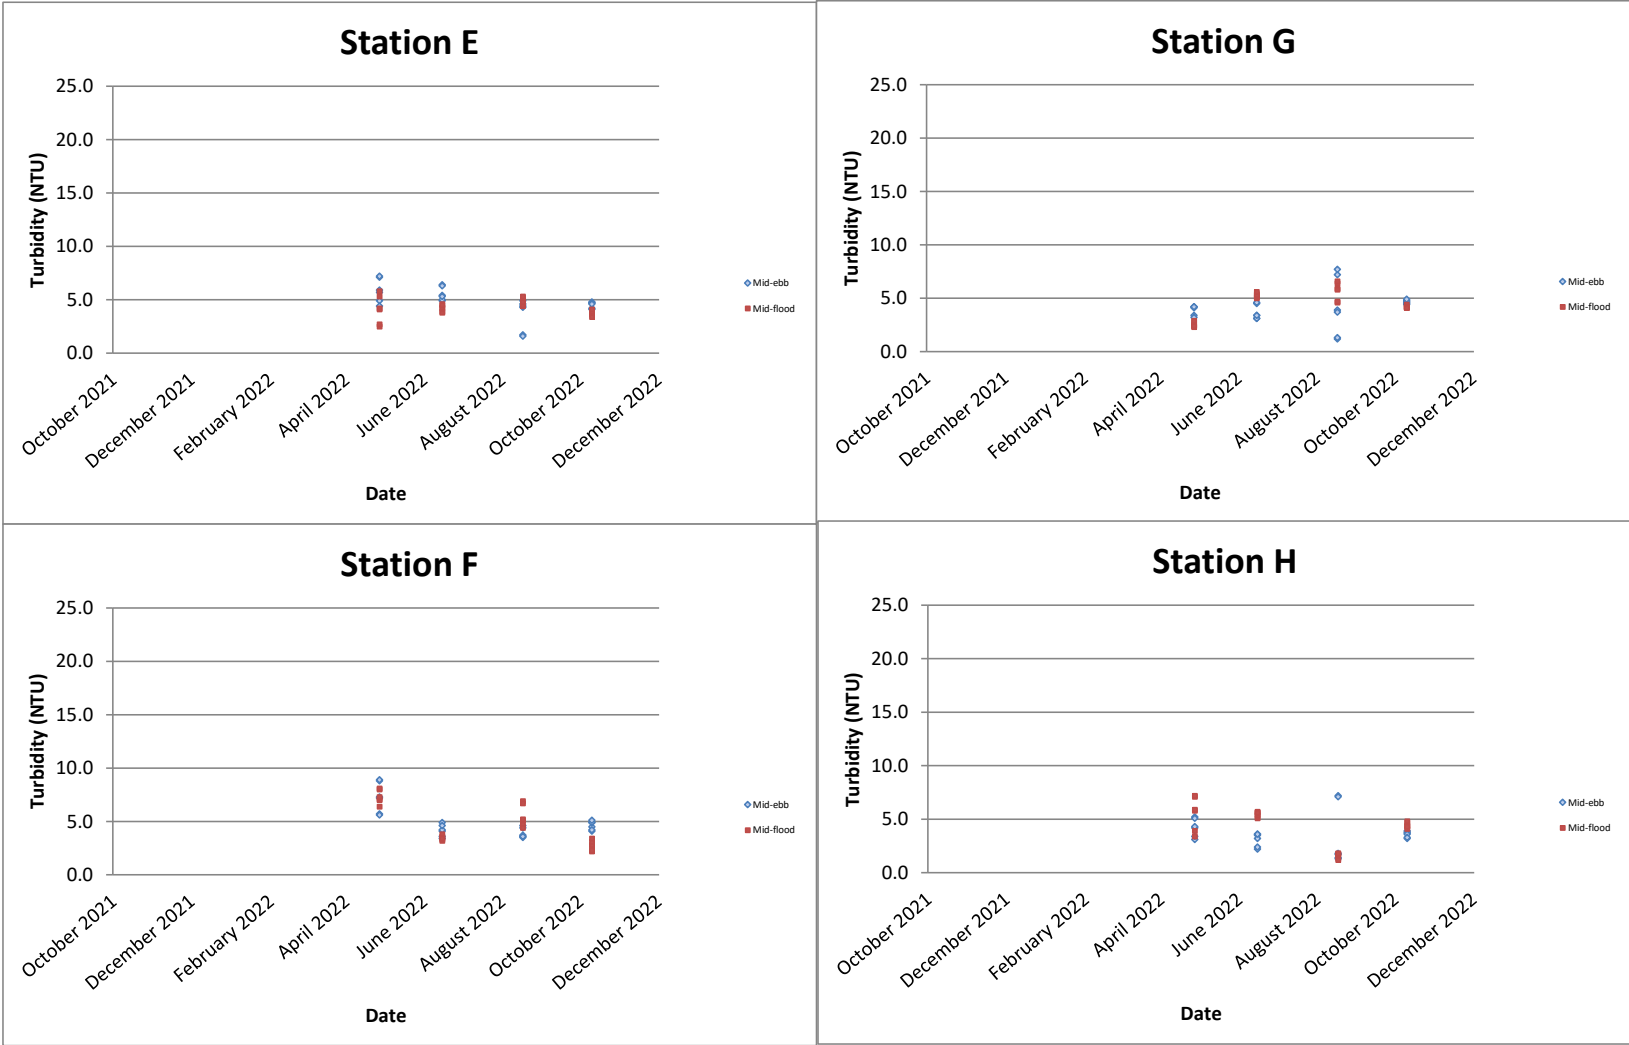 Station E
25.0
20.0
15.0
10.0
5.0
0.0
Turbidity (NTU)
October 2021
December 2021
February 2022
April 2022
June 2022
August 2022
October 2022
December 2022
Date
Mid-ebb
Mid-flood
Station G
25.0
20.0
15.0
10.0
5.0
0.0
Turbidity (NTU)
October 2021
December 2021
February 2022
April 2022
June 2022
August 2022
October 2022
December 2022
Date
Mid-ebb
Mid-flood
Station F
25.0
20.0
15.0
10.0
5.0
0.0
Turbidity (NTU)
October 2021
December 2021
February 2022
April 2022
June 2022
August 2022
October 2022
December 2022
Date
Mid-ebb
Mid-flood
Station H
25.0
20.0
15.0
10.0
5.0
0.0
Turbidity (NTU)
October 2021
December 2021
February 2022
April 2022
June 2022
August 2022
October 2022
December 2022
Date
Mid-ebb
Mid-flood